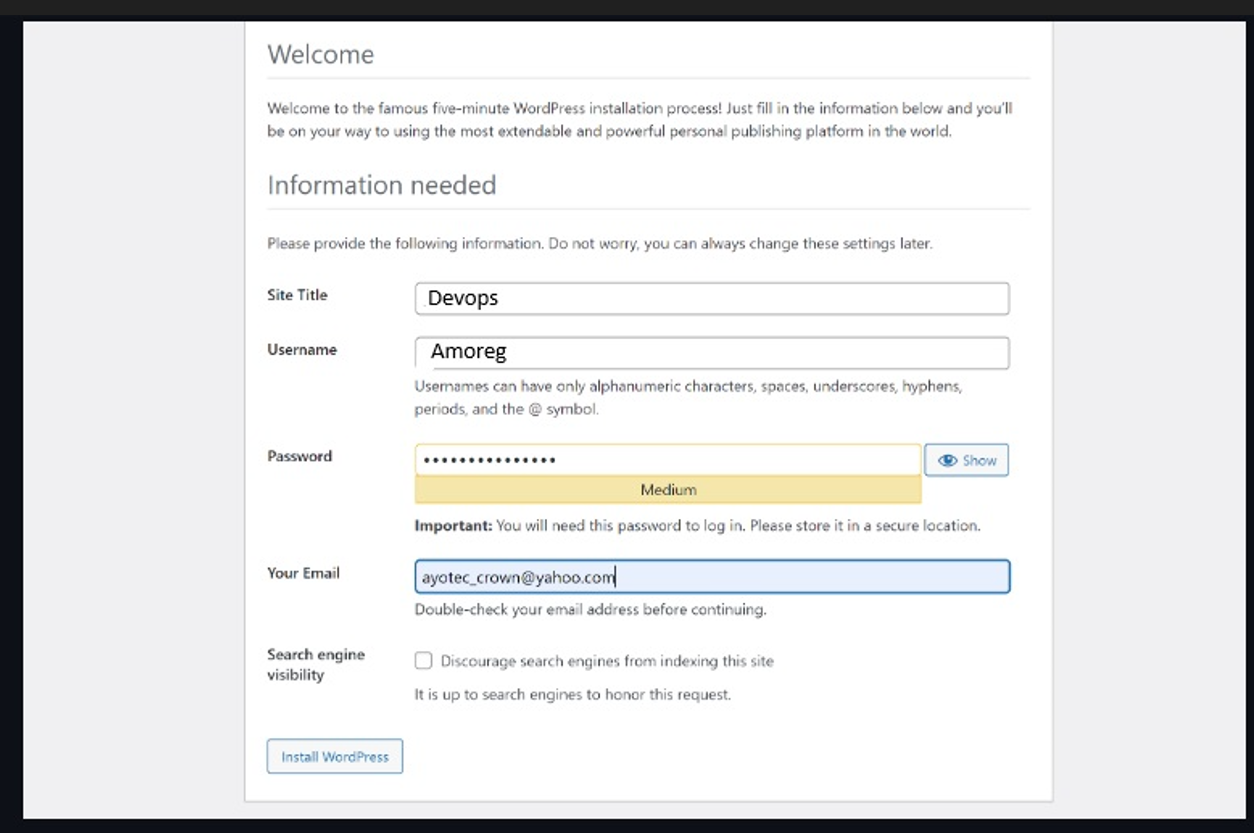 Welcome
Welcome to the famous five-minute WordPress installation process! Just fill in the information below and you'll
be on your way to using the most extendable and powerful personal publishing platform in the world.
Information needed
Please provide the following information. Do not worry, you can always change these settings later.
Site Title
Devops
Username
Amoreg
Usernames can have only alphanumeric characters, spaces, underscores, hyphens,
periods, and the @ symbol.
Password
•••••••••••••••
Show
Medium
Important: You will need this password to log in. Please store it in a secure location.
Your Email
ayotec_crown@yahoo.com
Double-check your email address before continuing.
Search engine
visibility
Discourage search engines from indexing this site
It is up to search engines to honor this request.
Install WordPress